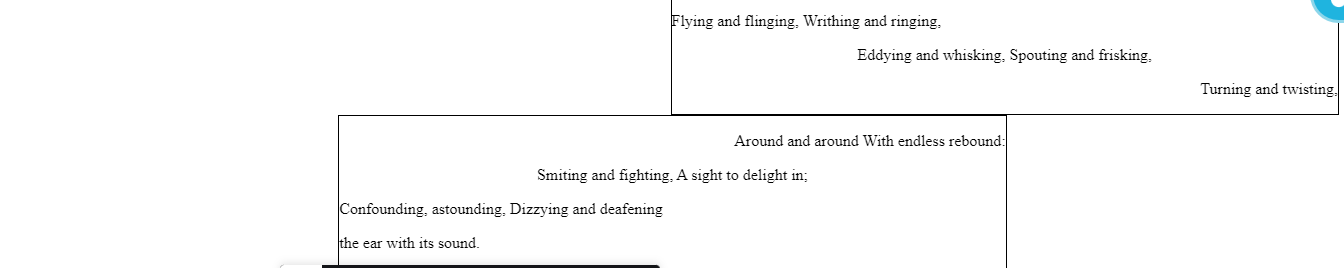 Flying and flinging, Writhing and ringing,
Eddying and whisking, Spouting and frisking,
Turning and twisting,
Around and around With endless rebound:
Smiting and fighting, A sight to delight in;
Confounding, astounding, Dizzying and deafening
the ear with its sound.